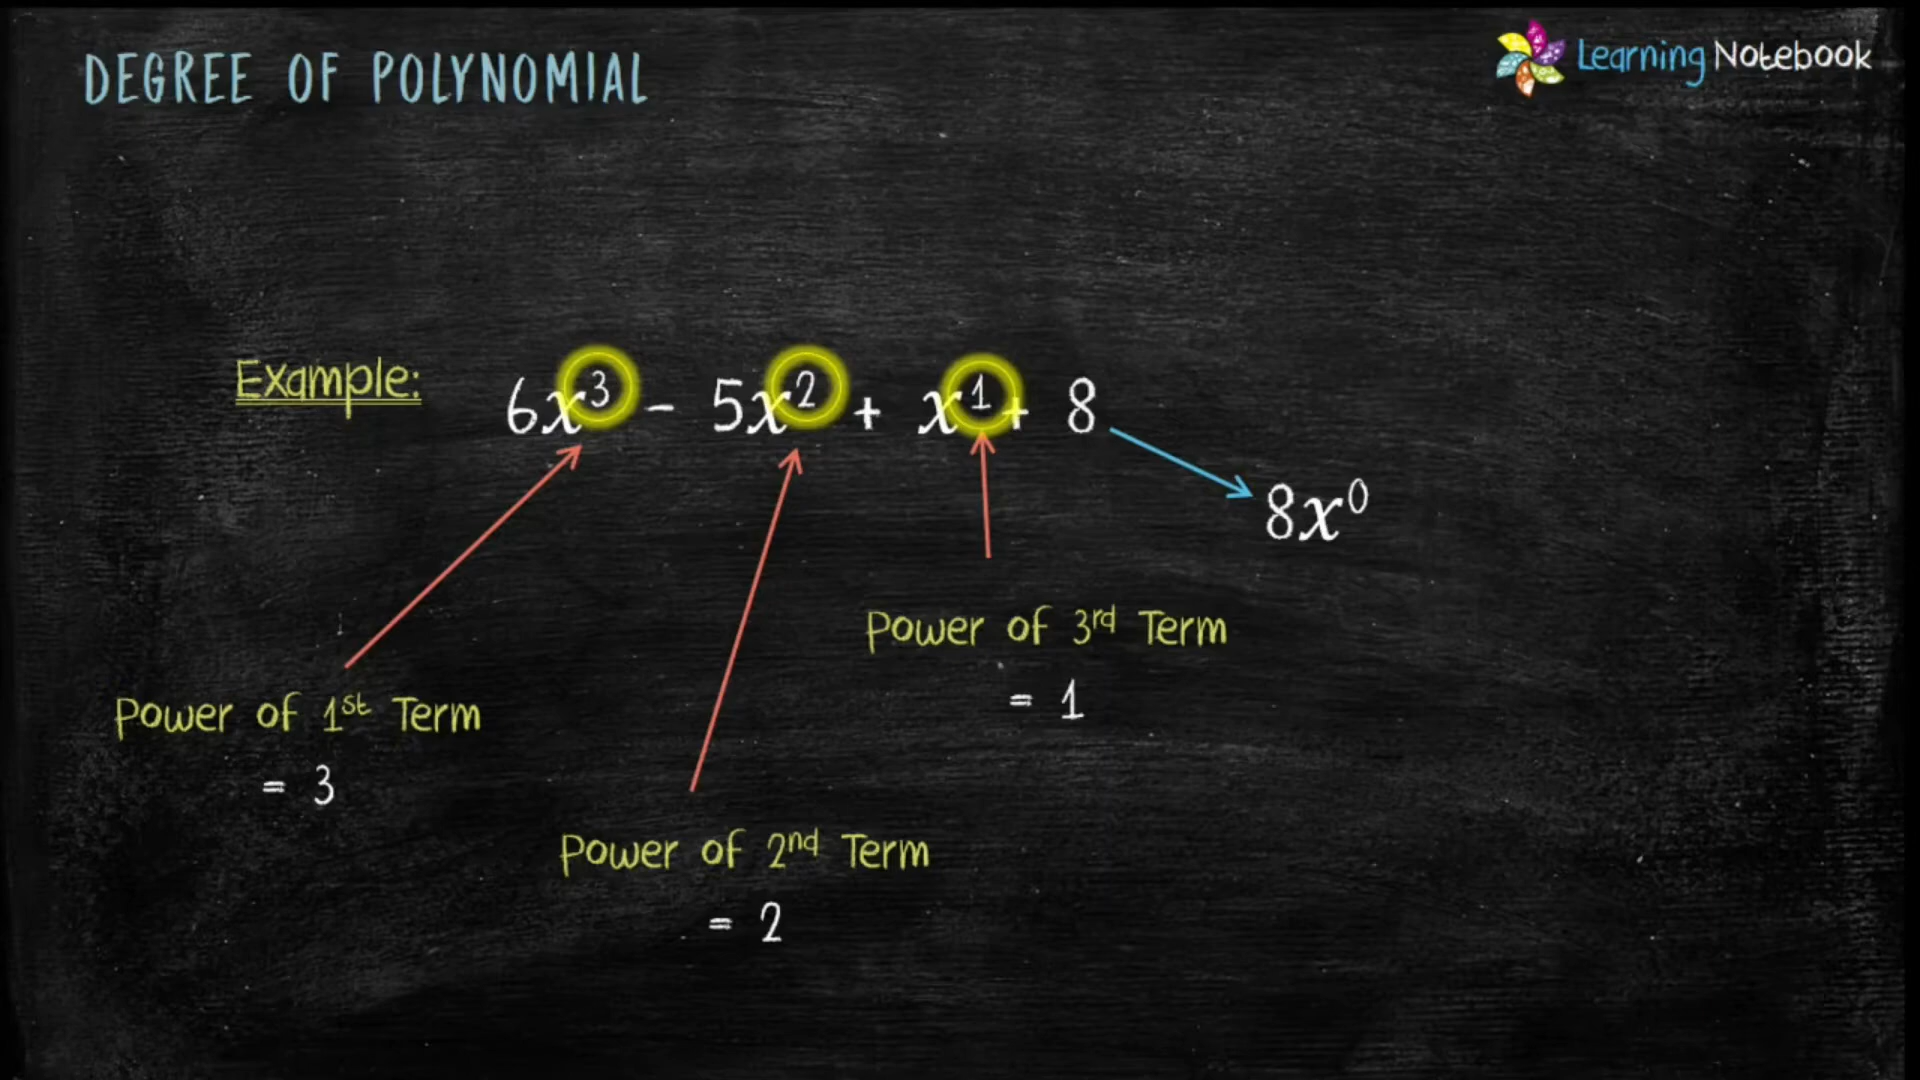 DEGREE OF POLYNOMIAL
Learning Notebook
Example: 6x³ - 5x² + x¹ + 8
8x⁰
Power of 3rd Term
= 1
Power of 1st Term
= 3
Power of 2nd Term
= 2